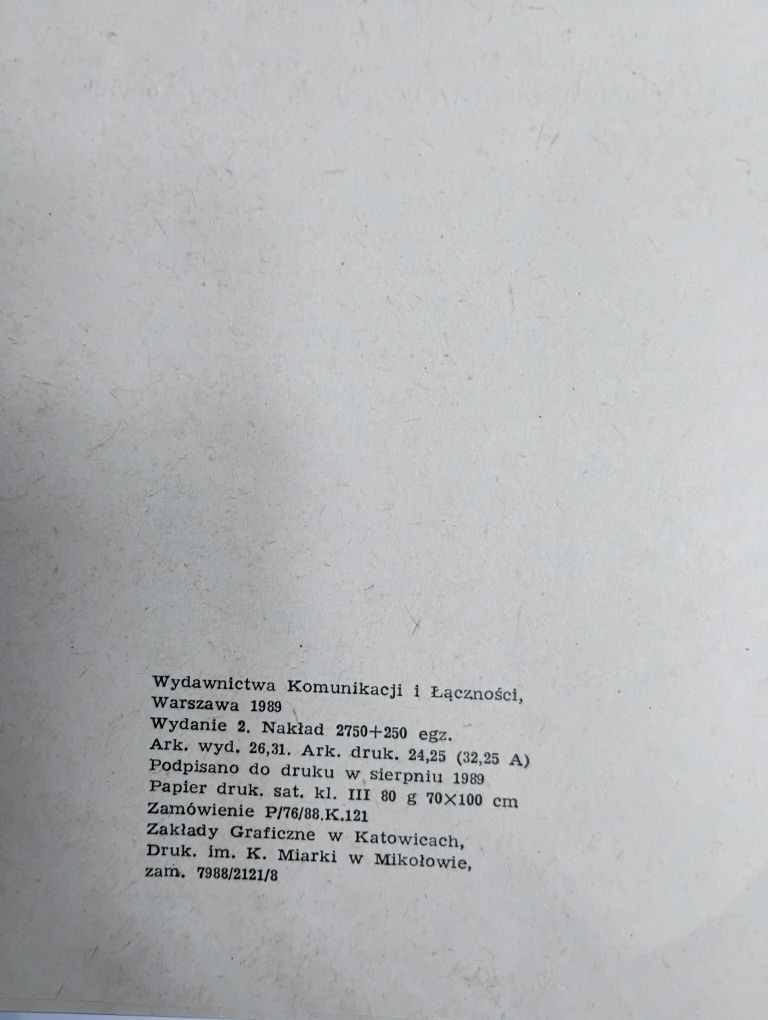 Wydawnictwa Komunikacji i Łączności,
Warszawa 1989
Wydanie 2. Nakład 2750+250 egz.
Ark. wyd. 26,31. Ark. druk. 24,25 (32,25 A)
Podpisano do druku w sierpniu 1989
Papier druk. sat. kl. III 80 g 70×100 cm
Zamówienie P/76/88.K.121
Zakłady Graficzne w Katowicach,
Druk. im. K. Miarki w Mikołowie,
zam. 7988/2121/8